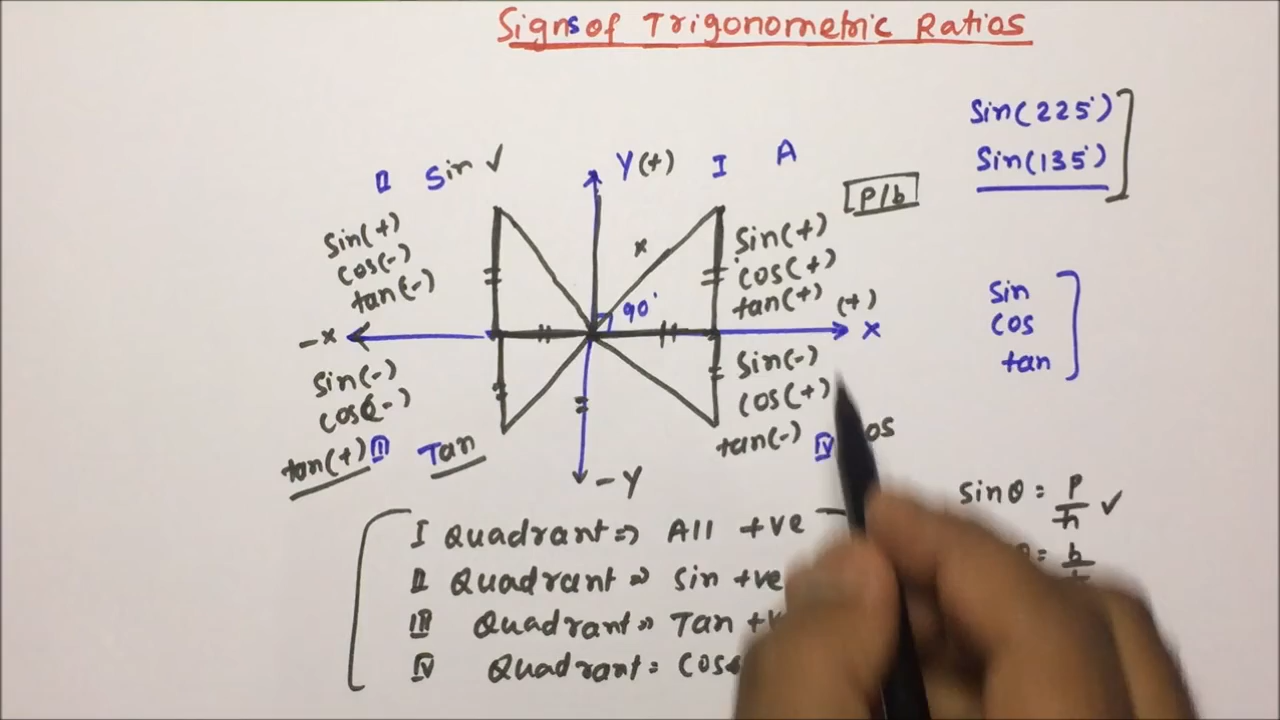 Signs of Trigonometric Ratios
Sin(225°)
Sin(135°)
II Sin ✓
Y(+)
I A
P/b
Sin(+)
cos(-)
tan(-)
x
Sin(+)
cos(+)
tan(+)
(+)
90°
-x
x
Sin
cos
tan
Sin(-)
cos(-)
tan(+) III Tan
Sin(-)
cos(+)
tan(-) IV
-Y
Sinθ = P/h ✓
I Quadrant => All +ve
II Quadrant => Sin +ve
III Quadrant => Tan
IV Quadrant = cos